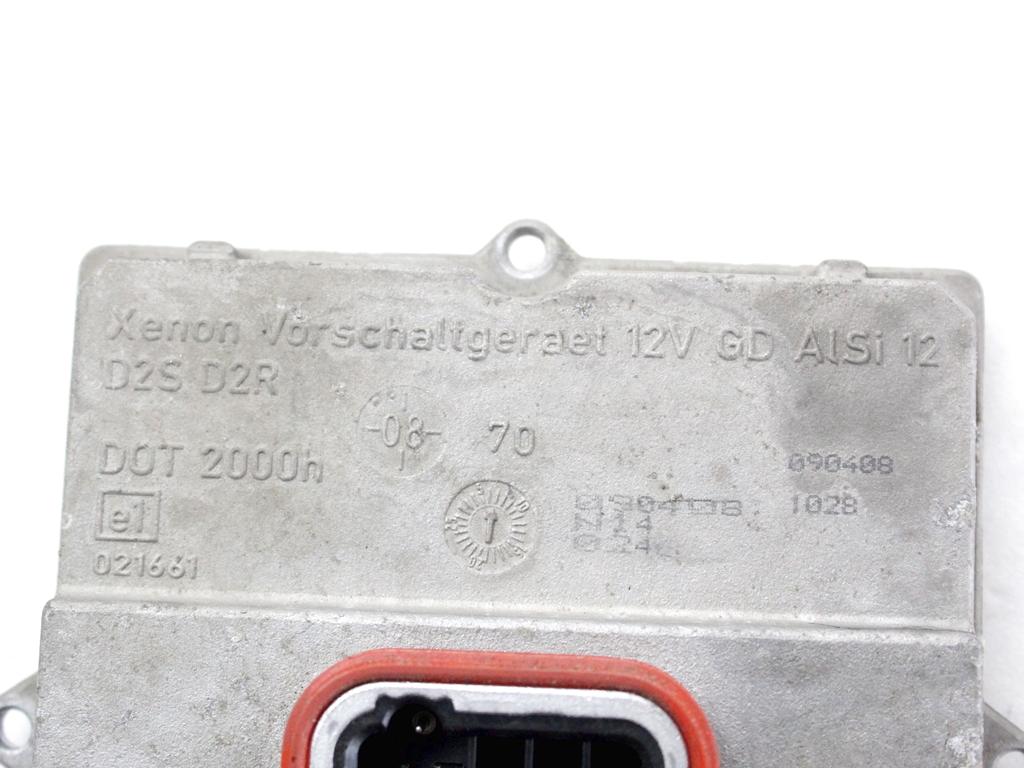 Xenon Vorschaltgeraet 12V GD AlSi 12
D2S D2R
-08- 70
DOT 2000h
090408
1028
e1
021661